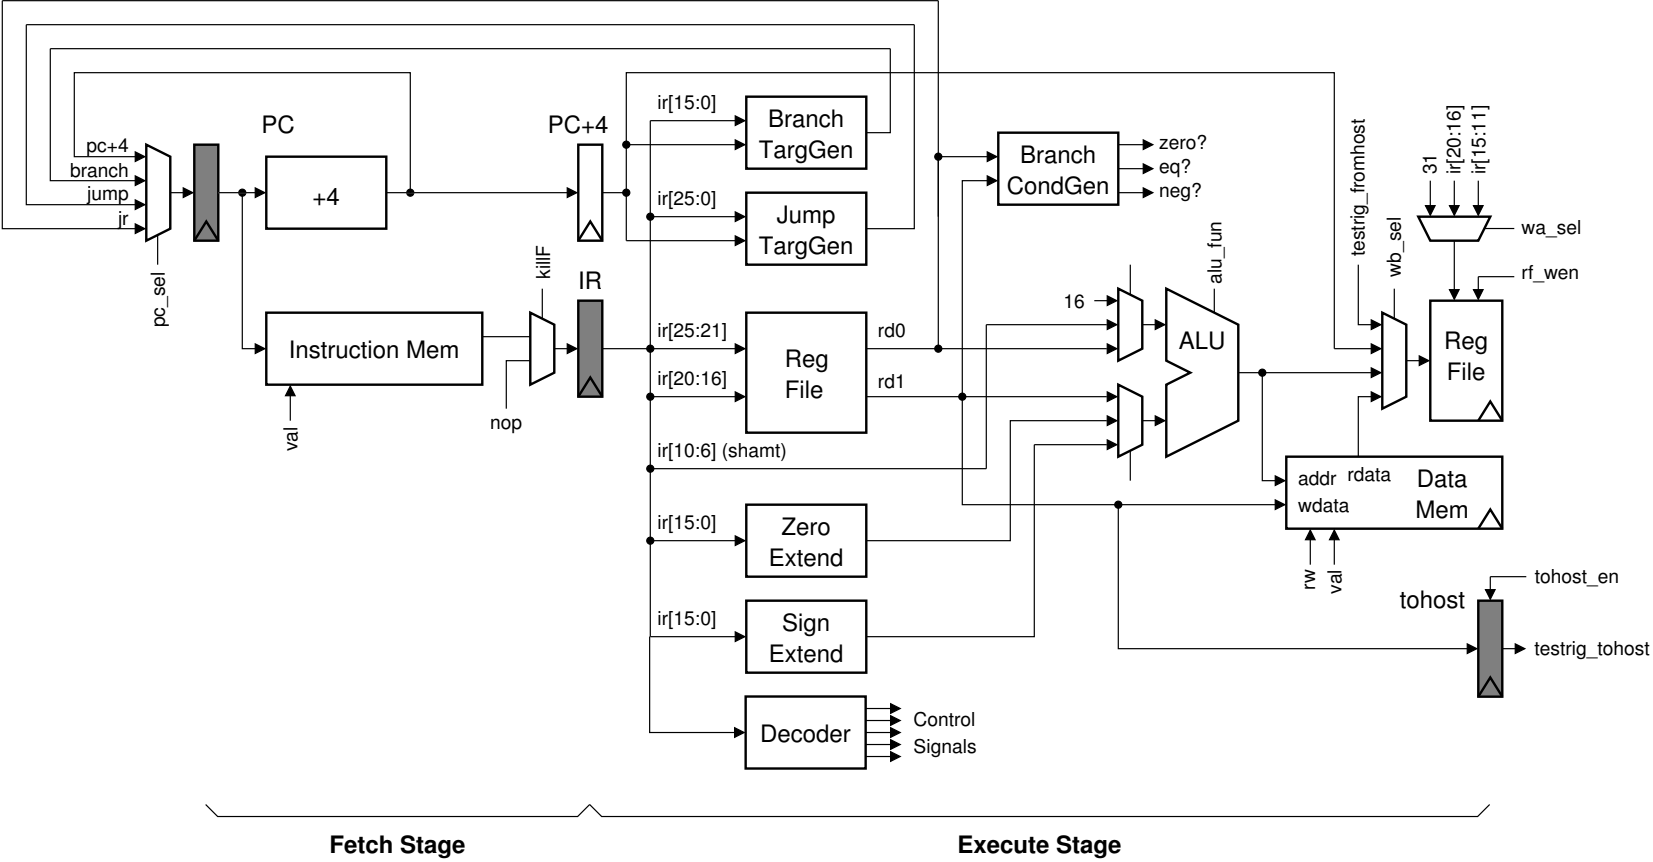 PC
PC+4
pc+4
branch
jump
jr
pc_sel
+4
Instruction Mem
val
killF
nop
IR
ir[15:0]
Branch
TargGen
ir[25:0]
Jump
TargGen
ir[25:21]
ir[20:16]
Reg
File
rd0
rd1
ir[10:6] (shamt)
ir[15:0]
Zero
Extend
ir[15:0]
Sign
Extend
Decoder
Control
Signals
Branch
CondGen
zero?
eq?
neg?
16
ALU
alu_fun
testrig_fromhost
wb_sel
31
ir[20:16]
ir[15:11]
wa_sel
rf_wen
Reg
File
addr
rdata
wdata
Data
Mem
rw
val
tohost_en
tohost
testrig_tohost
Fetch Stage
Execute Stage